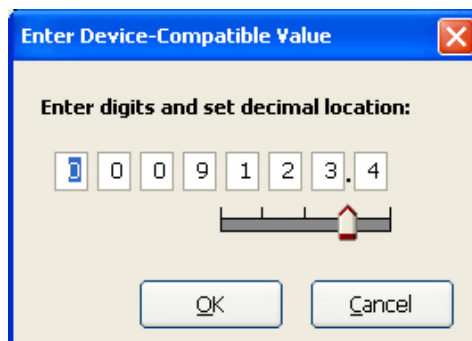 Enter Device-Compatible Value
Enter digits and set decimal location:
0 0 0 9 1 2 3 . 4
OK Cancel